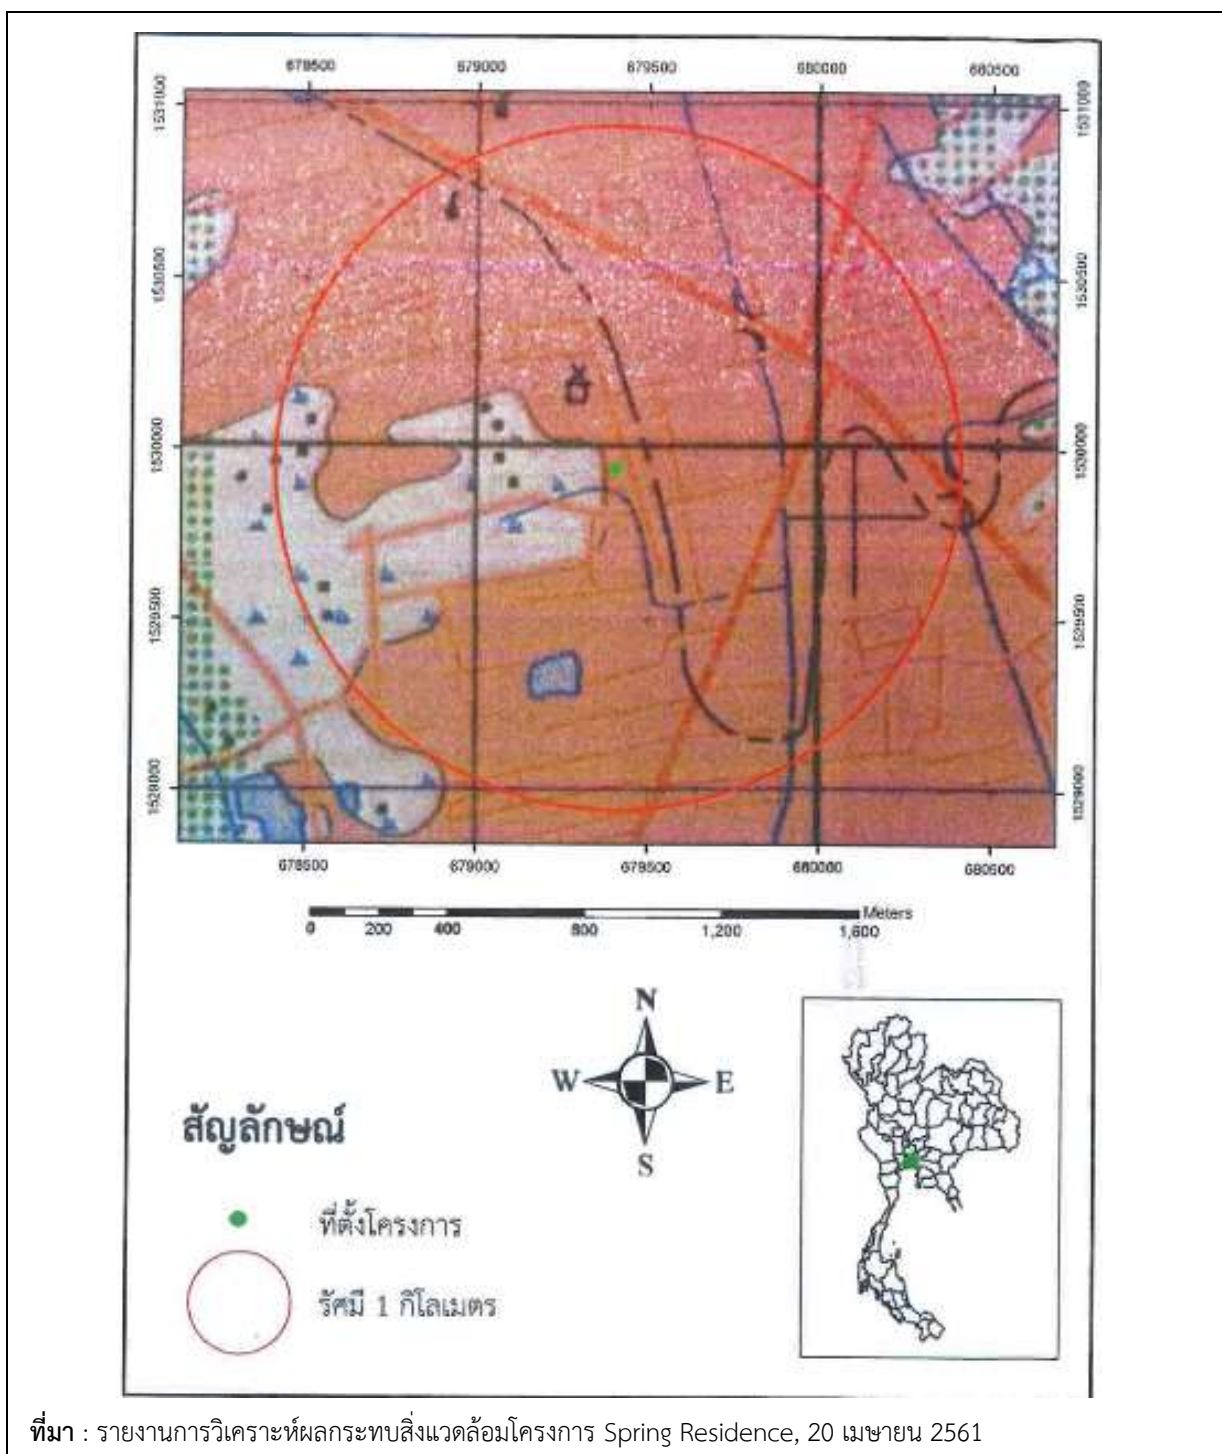 678500 679000 679500 680000 680500
1531000 1531000
1530500 1530500
1530000 1530000
1529500 1529500
1529000 1529000
678500 679000 679500 680000 680500
Meters
0 200 400 800 1,200 1,600
N
W E
S
สัญลักษณ์
ที่ตั้งโครงการ
รัศมี 1 กิโลเมตร
ที่มา : รายงานการวิเคราะห์ผลกระทบสิ่งแวดล้อมโครงการ Spring Residence, 20 เมษายน 2561